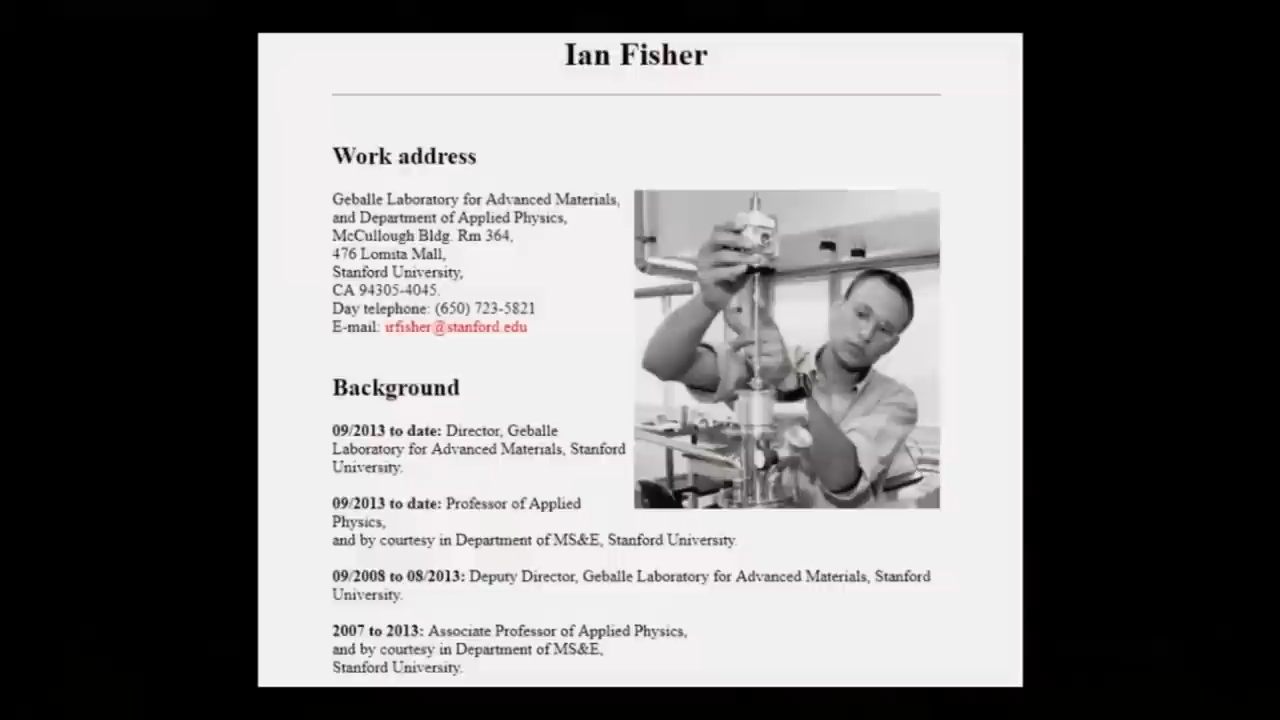 Ian Fisher
Work address
Geballe Laboratory for Advanced Materials,
and Department of Applied Physics,
McCullough Bldg. Rm 364,
476 Lomita Mall,
Stanford University,
CA 94305-4045.
Day telephone: (650) 723-5821
E-mail: irfisher@stanford.edu
Background
09/2013 to date: Director, Geballe
Laboratory for Advanced Materials, Stanford
University.
09/2013 to date: Professor of Applied
Physics,
and by courtesy in Department of MS&E, Stanford University.
09/2008 to 08/2013: Deputy Director, Geballe Laboratory for Advanced Materials, Stanford
University.
2007 to 2013: Associate Professor of Applied Physics,
and by courtesy in Department of MS&E,
Stanford University.